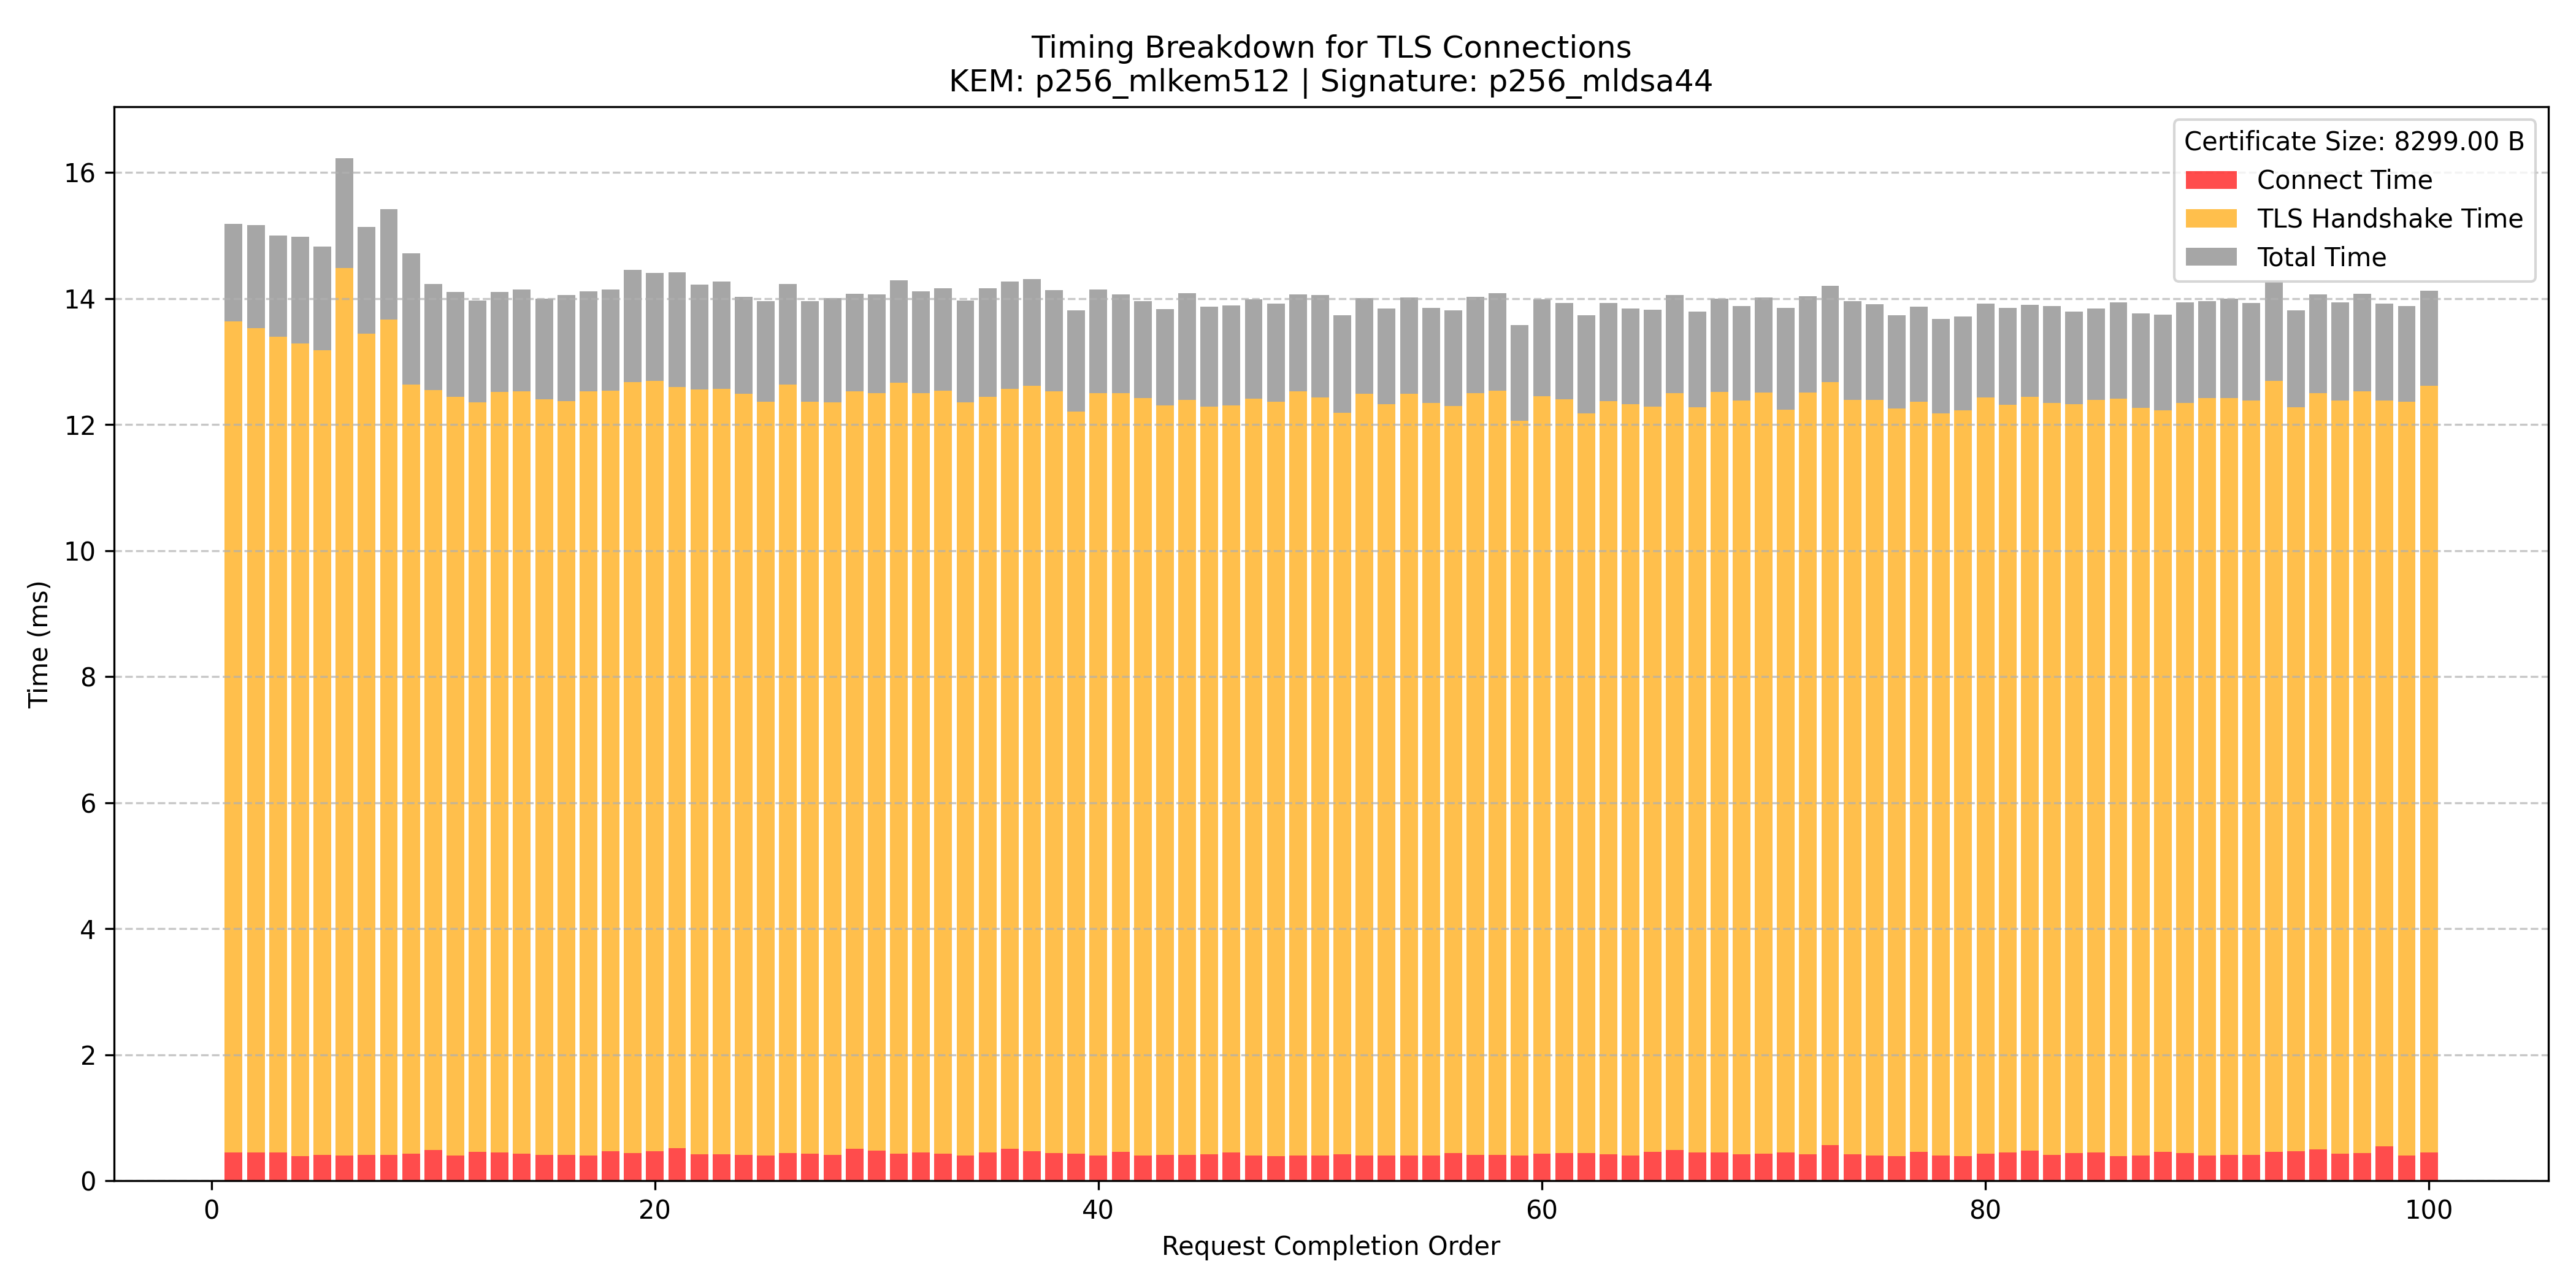 Timing Breakdown for TLS Connections
KEM: p256_mlkem512 | Signature: p256_mldsa44
Certificate Size: 8299.00 B
Connect Time
TLS Handshake Time
Total Time
Time (ms)
16
14
12
10
8
6
4
2
0
0 20 40 60 80 100
Request Completion Order